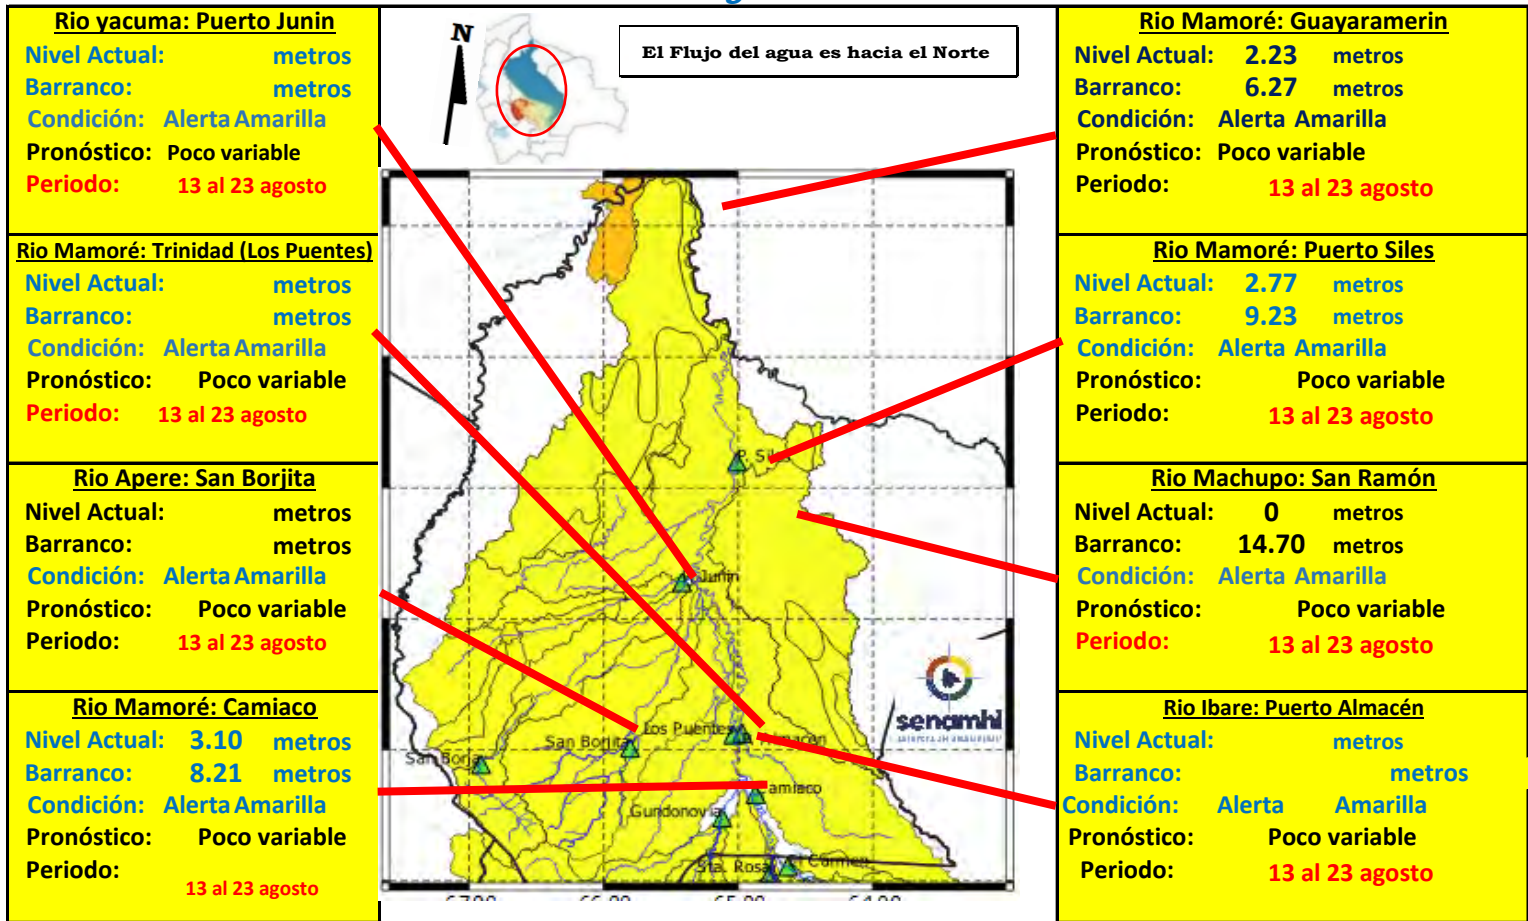 Rio yacuma: Puerto Junin
Nivel Actual: metros
Barranco: metros
Condición: Alerta Amarilla
Pronóstico: Poco variable
Periodo: 13 al 23 agosto
Rio Mamoré: Trinidad (Los Puentes)
Nivel Actual: metros
Barranco: metros
Condición: Alerta Amarilla
Pronóstico: Poco variable
Periodo: 13 al 23 agosto
Rio Apere: San Borjita
Nivel Actual: metros
Barranco: metros
Condición: Alerta Amarilla
Pronóstico: Poco variable
Periodo: 13 al 23 agosto
Rio Mamoré: Camiaco
Nivel Actual: 3.10 metros
Barranco: 8.21 metros
Condición: Alerta Amarilla
Pronóstico: Poco variable
Periodo:
13 al 23 agosto
N
El Flujo del agua es hacia el Norte
P. Siles
Junin
Los Puentes
P. Almacén
San Borjita
San Borja
Camiaco
Gundonovia
Sta. Rosa
El Carmen
senamhi
Rio Mamoré: Guayaramerin
Nivel Actual: 2.23 metros
Barranco: 6.27 metros
Condición: Alerta Amarilla
Pronóstico: Poco variable
Periodo: 13 al 23 agosto
Rio Mamoré: Puerto Siles
Nivel Actual: 2.77 metros
Barranco: 9.23 metros
Condición: Alerta Amarilla
Pronóstico: Poco variable
Periodo: 13 al 23 agosto
Rio Machupo: San Ramón
Nivel Actual: 0 metros
Barranco: 14.70 metros
Condición: Alerta Amarilla
Pronóstico: Poco variable
Periodo: 13 al 23 agosto
Rio Ibare: Puerto Almacén
Nivel Actual: metros
Barranco: metros
Condición: Alerta Amarilla
Pronóstico: Poco variable
Periodo: 13 al 23 agosto